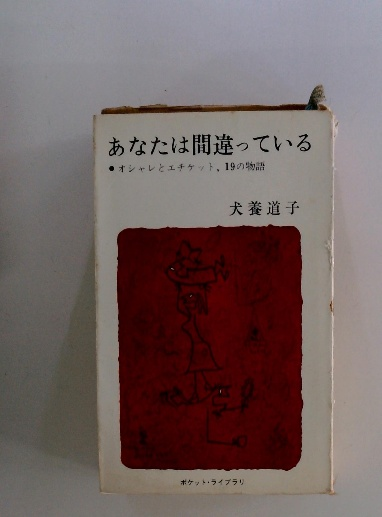 あなたは間違っている
●オシャレとエチケット、19の物語
犬養道子
ポケット・ライブラリ